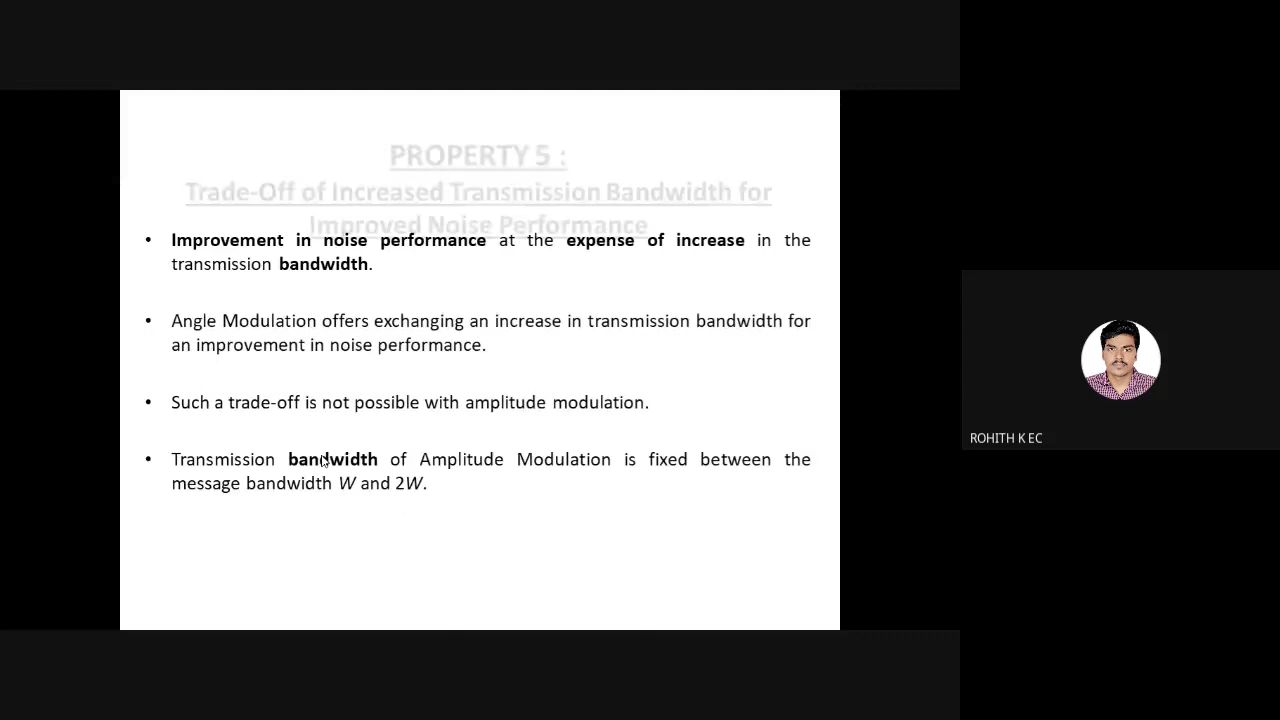 PROPERTY 5 :
Trade-Off of Increased Transmission Bandwidth for
Improved Noise Performance
• Improvement in noise performance at the expense of increase in the
transmission bandwidth.
• Angle Modulation offers exchanging an increase in transmission bandwidth for
an improvement in noise performance.
• Such a trade-off is not possible with amplitude modulation.
• Transmission bandwidth of Amplitude Modulation is fixed between the
message bandwidth W and 2W.
ROHITH K EC